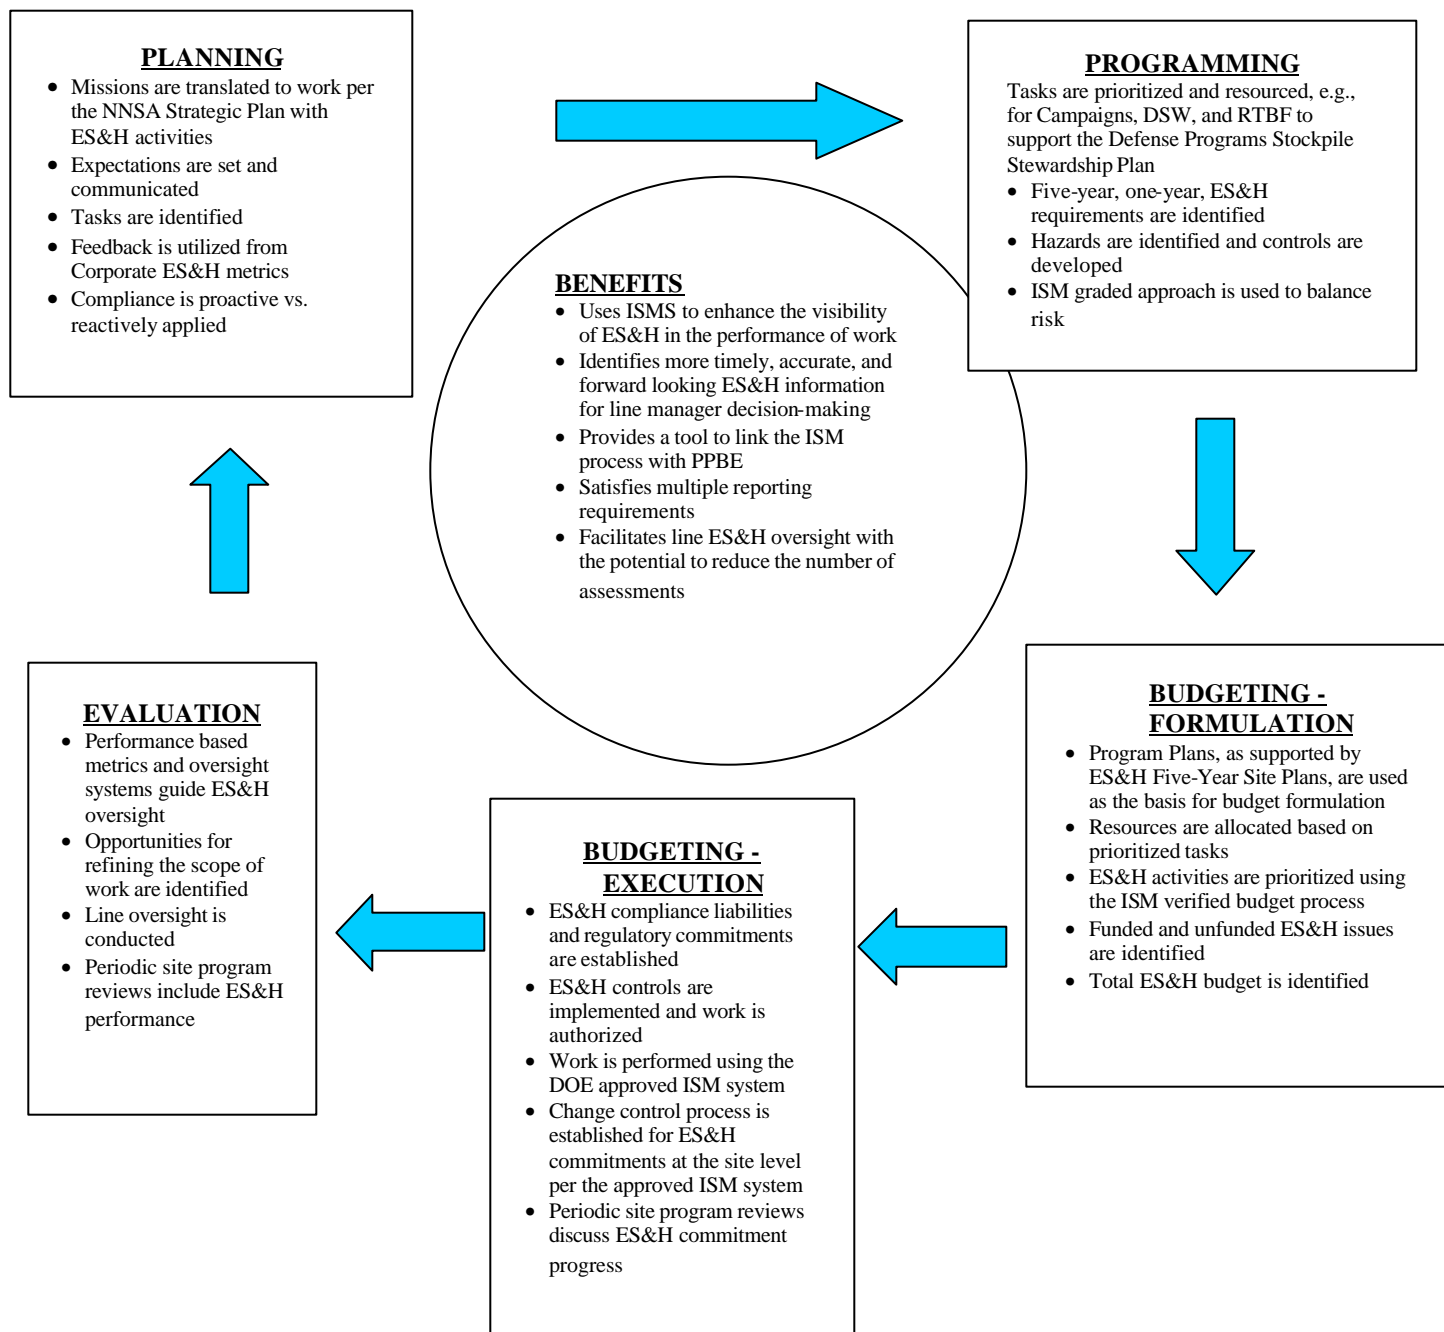 PLANNING
• Missions are translated to work per
the NNSA Strategic Plan with
ES&H activities
• Expectations are set and
communicated
• Tasks are identified
• Feedback is utilized from
Corporate ES&H metrics
• Compliance is proactive vs.
reactively applied
PROGRAMMING
Tasks are prioritized and resourced, e.g.,
for Campaigns, DSW, and RTBF to
support the Defense Programs Stockpile
Stewardship Plan
• Five-year, one-year, ES&H
requirements are identified
• Hazards are identified and controls are
developed
• ISM graded approach is used to balance
risk
BENEFITS
• Uses ISMS to enhance the visibility
of ES&H in the performance of work
• Identifies more timely, accurate, and
forward looking ES&H information
for line manager decision-making
• Provides a tool to link the ISM
process with PPBE
• Satisfies multiple reporting
requirements
• Facilitates line ES&H oversight with
the potential to reduce the number of
assessments
BUDGETING -
FORMULATION
• Program Plans, as supported by
ES&H Five-Year Site Plans, are used
as the basis for budget formulation
• Resources are allocated based on
prioritized tasks
• ES&H activities are prioritized using
the ISM verified budget process
• Funded and unfunded ES&H issues
are identified
• Total ES&H budget is identified
BUDGETING -
EXECUTION
• ES&H compliance liabilities
and regulatory commitments
are established
• ES&H controls are
implemented and work is
authorized
• Work is performed using the
DOE approved ISM system
• Change control process is
established for ES&H
commitments at the site level
per the approved ISM system
• Periodic site program reviews
discuss ES&H commitment
progress
EVALUATION
• Performance based
metrics and oversight
systems guide ES&H
oversight
• Opportunities for
refining the scope of
work are identified
• Line oversight is
conducted
• Periodic site program
reviews include ES&H
performance